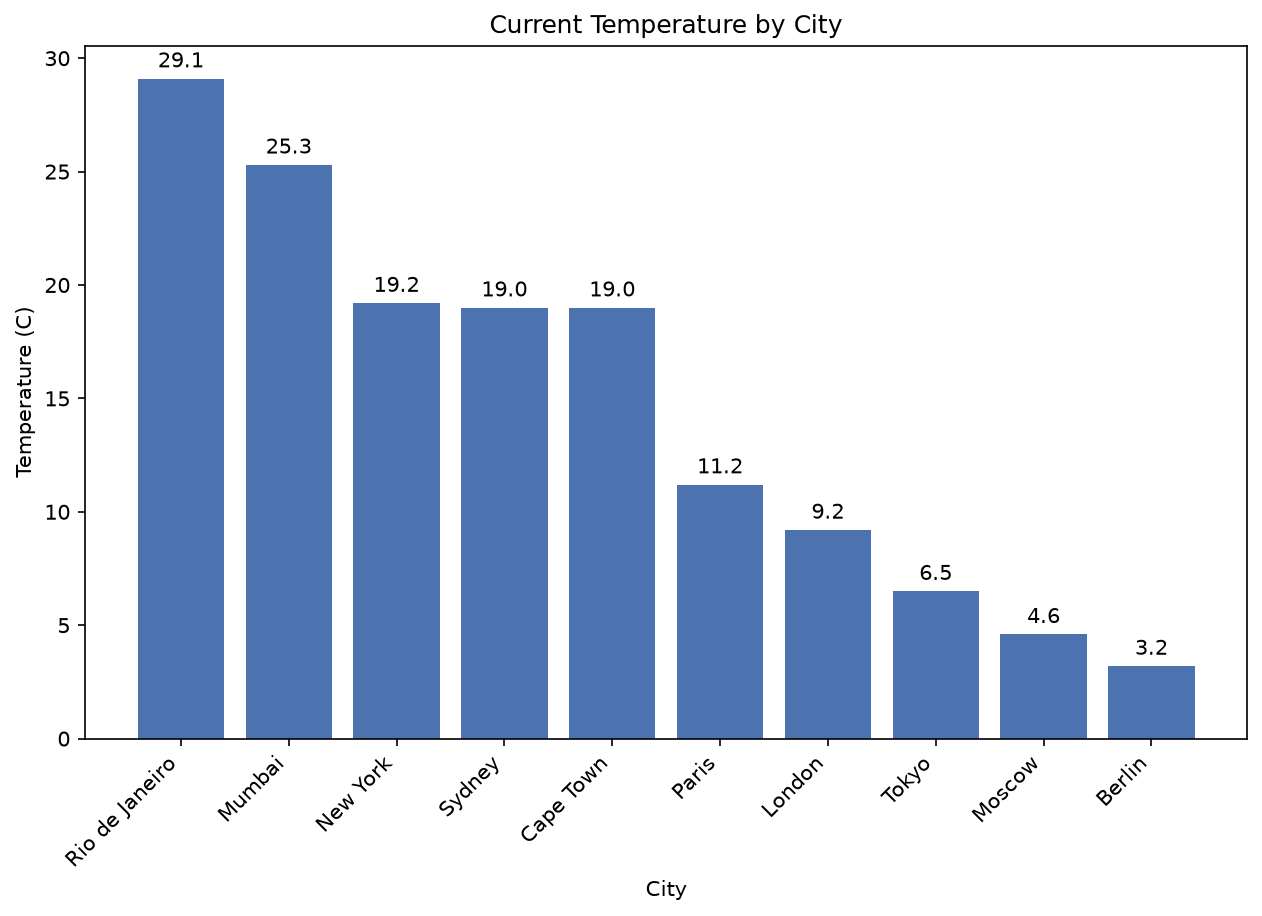 Current Temperature by City
Temperature (C)
30
25
20
15
10
5
0
29.1
25.3
19.2
19.0
19.0
11.2
9.2
6.5
4.6
3.2
Rio de Janeiro
Mumbai
New York
Sydney
Cape Town
Paris
London
Tokyo
Moscow
Berlin
City